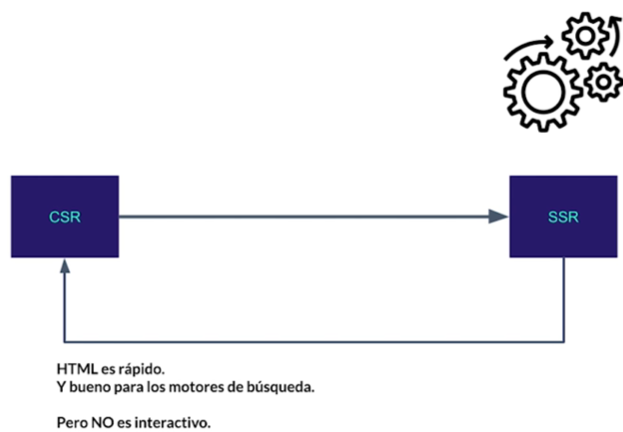 CSR
SSR
HTML es rápido.
Y bueno para los motores de búsqueda.
Pero NO es interactivo.